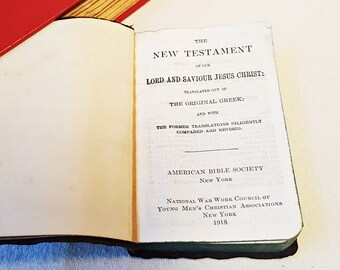 THE
NEW TESTAMENT
OF OUR
LORD AND SAVIOUR JESUS CHRIST:
TRANSLATED OUT OF
THE ORIGINAL GREEK;
AND WITH
THE FORMER TRANSLATIONS DILIGENTLY
COMPARED AND REVISED.
AMERICAN BIBLE SOCIETY
NEW YORK
NATIONAL WAR WORK COUNCIL OF
YOUNG MEN'S CHRISTIAN ASSOCIATIONS
NEW YORK
1918